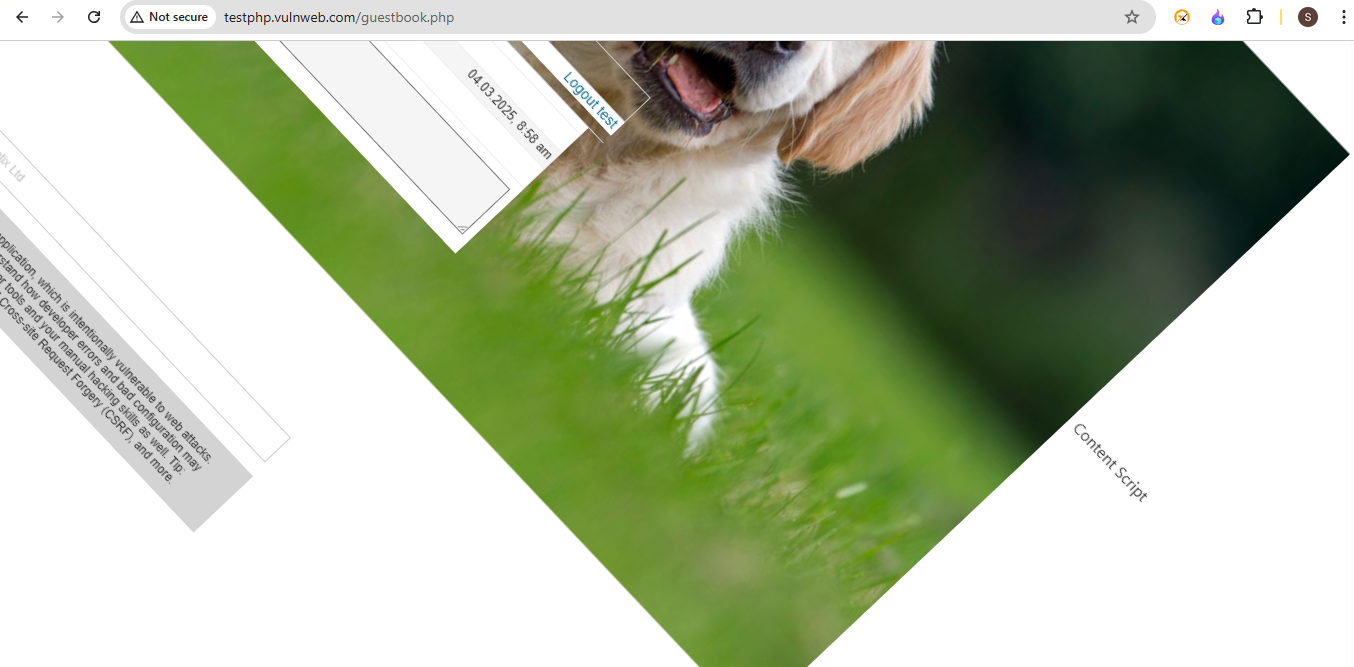 Not secure
testphp.vulnweb.com/guestbook.php
S
Logout test
04.03.2025, 8:58 am
Ltd
application, which is intentionally vulnerable to web attacks.
how developer errors and bad configuration may
tools and your manual hacking skills as well. Tip:
Cross-site Request Forgery (CSRF), and more.
Content Script